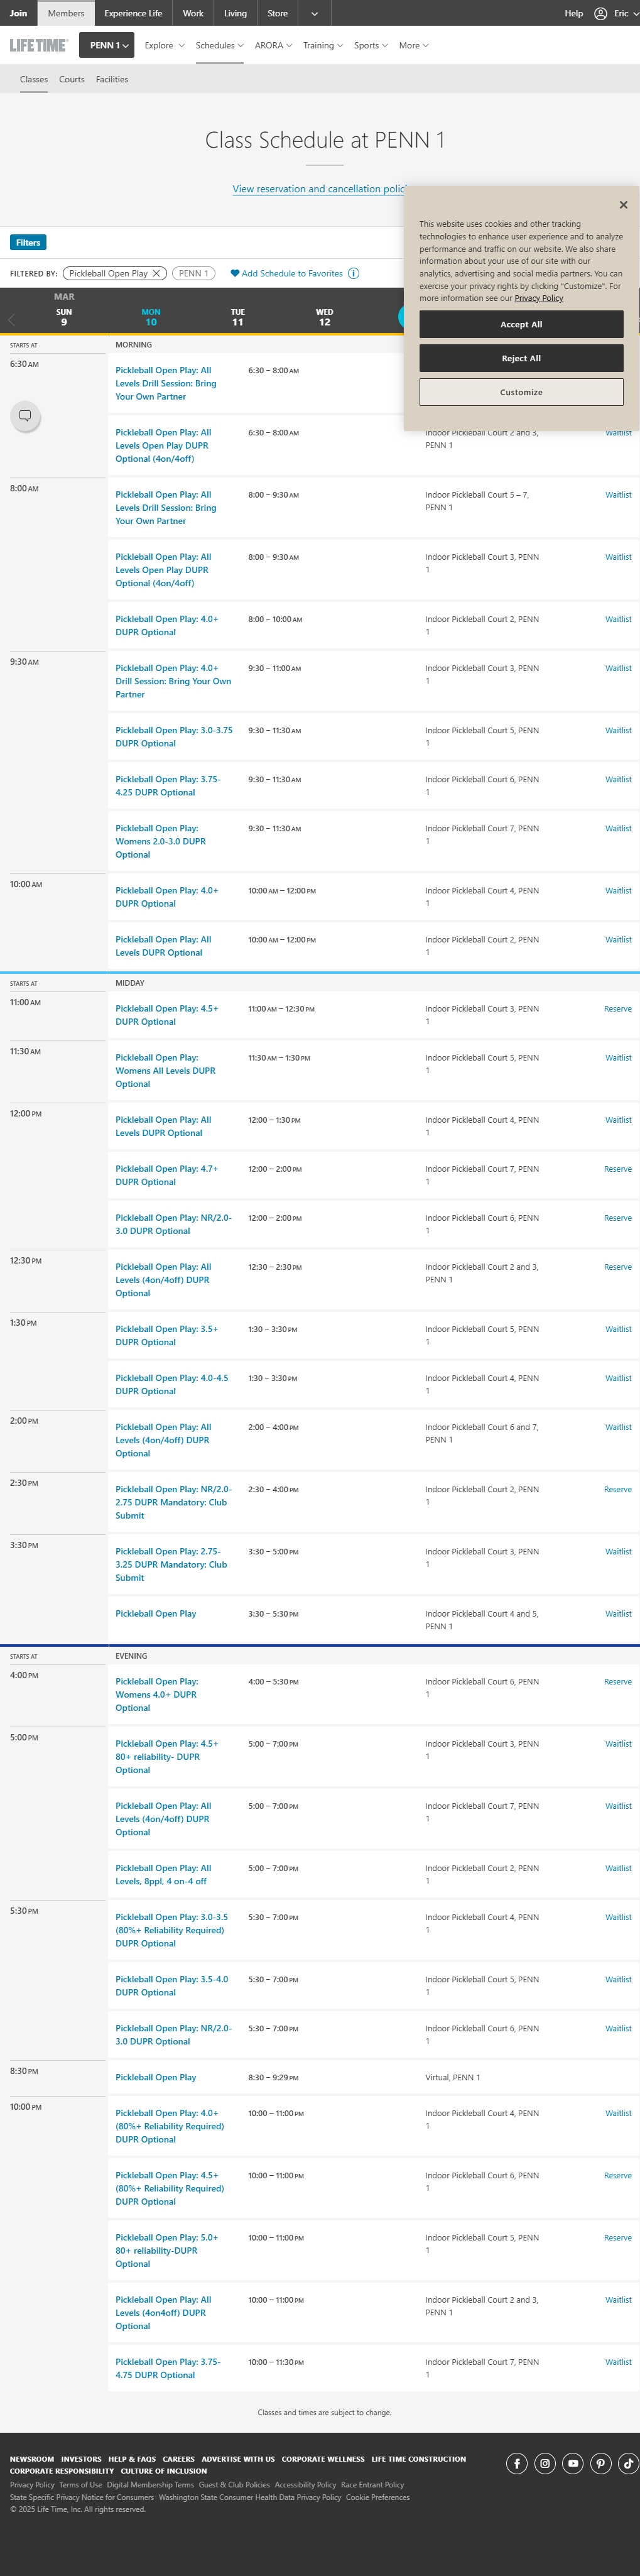 Join Members Experience Life Work Living Store Help Eric
LIFE TIME PENN 1 Explore Schedules ARORA Training Sports More
Classes Courts Facilities
Class Schedule at PENN 1
View reservation and cancellation polici
Filters
FILTERED BY: Pickleball Open Play PENN 1 Add Schedule to Favorites
This website uses cookies and other tracking
technologies to enhance user experience and to analyze
performance and traffic on our website. We also share
information about your use of our site with our
analytics, advertising and social media partners. You can
exercise your privacy rights by clicking "Customize". For
more information see our Privacy Policy
Accept All
Reject All
Customize
MAR
SUN MON TUE WED
9 10 11 12
STARTS AT MORNING
6:30 AM
Pickleball Open Play: All 6:30 – 8:00 AM
Levels Drill Session: Bring
Your Own Partner
Pickleball Open Play: All 6:30 – 8:00 AM Indoor Pickleball Court 2 and 3, Waitlist
Levels Open Play DUPR PENN 1
Optional (4on/4off)
8:00 AM
Pickleball Open Play: All 8:00 – 9:30 AM Indoor Pickleball Court 5 – 7, Waitlist
Levels Drill Session: Bring PENN 1
Your Own Partner
Pickleball Open Play: All 8:00 – 9:30 AM Indoor Pickleball Court 3, PENN Waitlist
Levels Open Play DUPR 1
Optional (4on/4off)
Pickleball Open Play: 4.0+ 8:00 – 10:00 AM Indoor Pickleball Court 2, PENN Waitlist
DUPR Optional 1
9:30 AM
Pickleball Open Play: 4.0+ 9:30 – 11:00 AM Indoor Pickleball Court 3, PENN Waitlist
Drill Session: Bring Your Own 1
Partner
Pickleball Open Play: 3.0-3.75 9:30 – 11:30 AM Indoor Pickleball Court 5, PENN Waitlist
DUPR Optional 1
Pickleball Open Play: 3.75- 9:30 – 11:30 AM Indoor Pickleball Court 6, PENN Waitlist
4.25 DUPR Optional 1
Pickleball Open Play: 9:30 – 11:30 AM Indoor Pickleball Court 7, PENN Waitlist
Womens 2.0-3.0 DUPR 1
Optional
10:00 AM
Pickleball Open Play: 4.0+ 10:00 AM – 12:00 PM Indoor Pickleball Court 4, PENN Waitlist
DUPR Optional 1
Pickleball Open Play: All 10:00 AM – 12:00 PM Indoor Pickleball Court 2, PENN Waitlist
Levels DUPR Optional 1
STARTS AT MIDDAY
11:00 AM
Pickleball Open Play: 4.5+ 11:00 AM – 12:30 PM Indoor Pickleball Court 3, PENN Reserve
DUPR Optional 1
11:30 AM
Pickleball Open Play: 11:30 AM – 1:30 PM Indoor Pickleball Court 5, PENN Waitlist
Womens All Levels DUPR 1
Optional
12:00 PM
Pickleball Open Play: All 12:00 – 1:30 PM Indoor Pickleball Court 4, PENN Waitlist
Levels DUPR Optional 1
Pickleball Open Play: 4.7+ 12:00 – 2:00 PM Indoor Pickleball Court 7, PENN Reserve
DUPR Optional 1
Pickleball Open Play: NR/2.0- 12:00 – 2:00 PM Indoor Pickleball Court 6, PENN Reserve
3.0 DUPR Optional 1
12:30 PM
Pickleball Open Play: All 12:30 – 2:30 PM Indoor Pickleball Court 2 and 3, Reserve
Levels (4on/4off) DUPR PENN 1
Optional
1:30 PM
Pickleball Open Play: 3.5+ 1:30 – 3:30 PM Indoor Pickleball Court 5, PENN Waitlist
DUPR Optional 1
Pickleball Open Play: 4.0-4.5 1:30 – 3:30 PM Indoor Pickleball Court 4, PENN Waitlist
DUPR Optional 1
2:00 PM
Pickleball Open Play: All 2:00 – 4:00 PM Indoor Pickleball Court 6 and 7, Waitlist
Levels (4on/4off) DUPR PENN 1
Optional
2:30 PM
Pickleball Open Play: NR/2.0- 2:30 – 4:00 PM Indoor Pickleball Court 2, PENN Reserve
2.75 DUPR Mandatory: Club 1
Submit
3:30 PM
Pickleball Open Play: 2.75- 3:30 – 5:00 PM Indoor Pickleball Court 3, PENN Waitlist
3.25 DUPR Mandatory: Club 1
Submit
Pickleball Open Play 3:30 – 5:30 PM Indoor Pickleball Court 4 and 5, Waitlist
PENN 1
STARTS AT EVENING
4:00 PM
Pickleball Open Play: 4:00 – 5:30 PM Indoor Pickleball Court 6, PENN Reserve
Womens 4.0+ DUPR 1
Optional
5:00 PM
Pickleball Open Play: 4.5+ 5:00 – 7:00 PM Indoor Pickleball Court 3, PENN Waitlist
80+ reliability- DUPR 1
Optional
Pickleball Open Play: All 5:00 – 7:00 PM Indoor Pickleball Court 7, PENN Waitlist
Levels (4on/4off) DUPR 1
Optional
Pickleball Open Play: All 5:00 – 7:00 PM Indoor Pickleball Court 2, PENN Waitlist
Levels, 8ppl, 4 on-4 off 1
5:30 PM
Pickleball Open Play: 3.0-3.5 5:30 – 7:00 PM Indoor Pickleball Court 4, PENN Waitlist
(80%+ Reliability Required) 1
DUPR Optional
Pickleball Open Play: 3.5-4.0 5:30 – 7:00 PM Indoor Pickleball Court 5, PENN Waitlist
DUPR Optional 1
Pickleball Open Play: NR/2.0- 5:30 – 7:00 PM Indoor Pickleball Court 6, PENN Waitlist
3.0 DUPR Optional 1
8:30 PM
Pickleball Open Play 8:30 – 9:29 PM Virtual, PENN 1
10:00 PM
Pickleball Open Play: 4.0+ 10:00 – 11:00 PM Indoor Pickleball Court 4, PENN Waitlist
(80%+ Reliability Required) 1
DUPR Optional
Pickleball Open Play: 4.5+ 10:00 – 11:00 PM Indoor Pickleball Court 6, PENN Reserve
(80%+ Reliability Required) 1
DUPR Optional
Pickleball Open Play: 5.0+ 10:00 – 11:00 PM Indoor Pickleball Court 5, PENN Reserve
80+ reliability-DUPR 1
Optional
Pickleball Open Play: All 10:00 – 11:00 PM Indoor Pickleball Court 2 and 3, Waitlist
Levels (4on4off) DUPR PENN 1
Optional
Pickleball Open Play: 3.75- 10:00 – 11:30 PM Indoor Pickleball Court 7, PENN Waitlist
4.75 DUPR Optional 1
Classes and times are subject to change.
NEWSROOM INVESTORS HELP & FAQS CAREERS ADVERTISE WITH US CORPORATE WELLNESS LIFE TIME CONSTRUCTION
CORPORATE RESPONSIBILITY CULTURE OF INCLUSION
Privacy Policy Terms of Use Digital Membership Terms Guest & Club Policies Accessibility Policy Race Entrant Policy
State Specific Privacy Notice for Consumers Washington State Consumer Health Data Privacy Policy Cookie Preferences
© 2025 Life Time, Inc. All rights reserved.